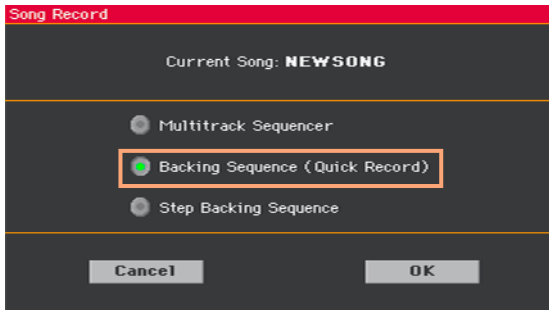 Song Record
Current Song: NEWSONG
Multitrack Sequencer
Backing Sequence (Quick Record)
Step Backing Sequence
Cancel OK